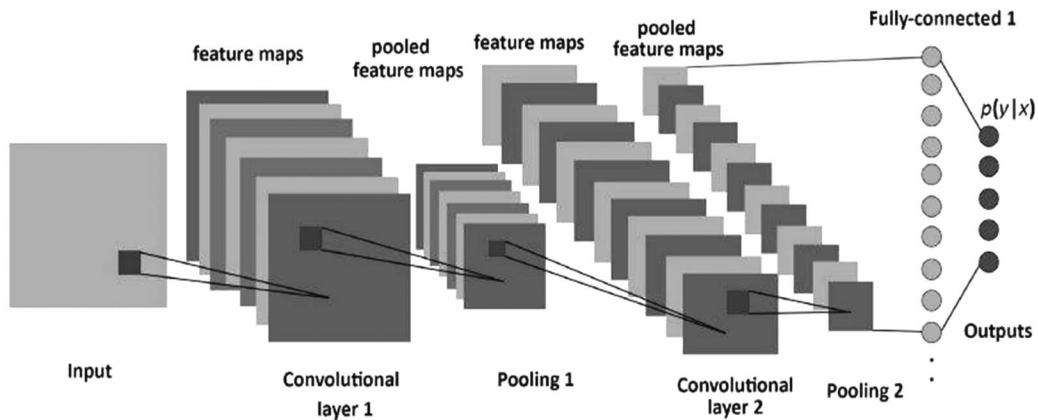 Fully-connected 1
feature maps
pooled
feature maps
feature maps
pooled
feature maps
p(y|x)
Input
Convolutional
layer 1
Pooling 1
Convolutional
layer 2
Pooling 2
Outputs